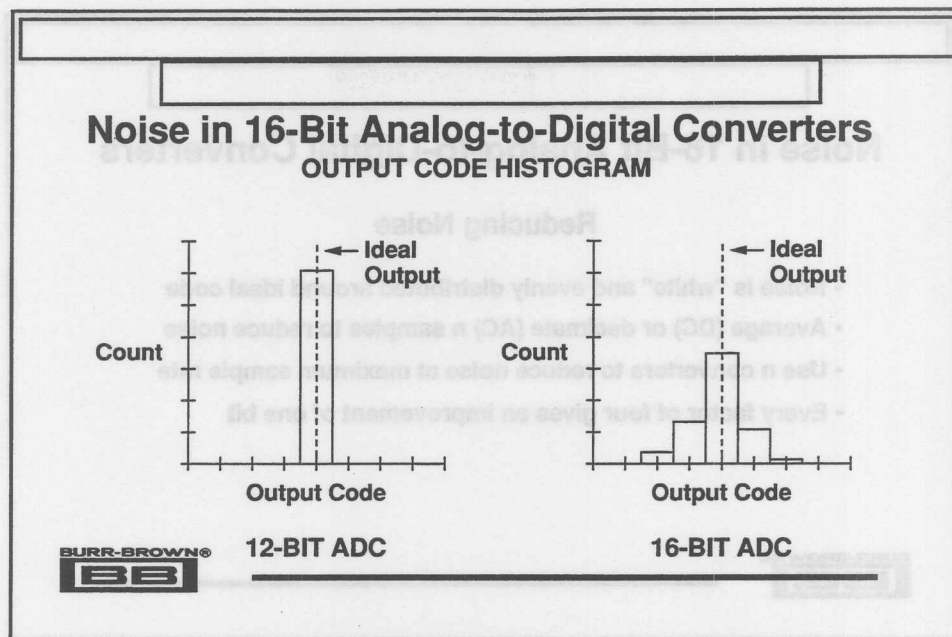 Noise in 16-Bit Analog-to-Digital Converters
OUTPUT CODE HISTOGRAM
Ideal
Output
Count
Output Code
12-BIT ADC
Ideal
Output
Count
Output Code
16-BIT ADC
BURR-BROWN®
BB